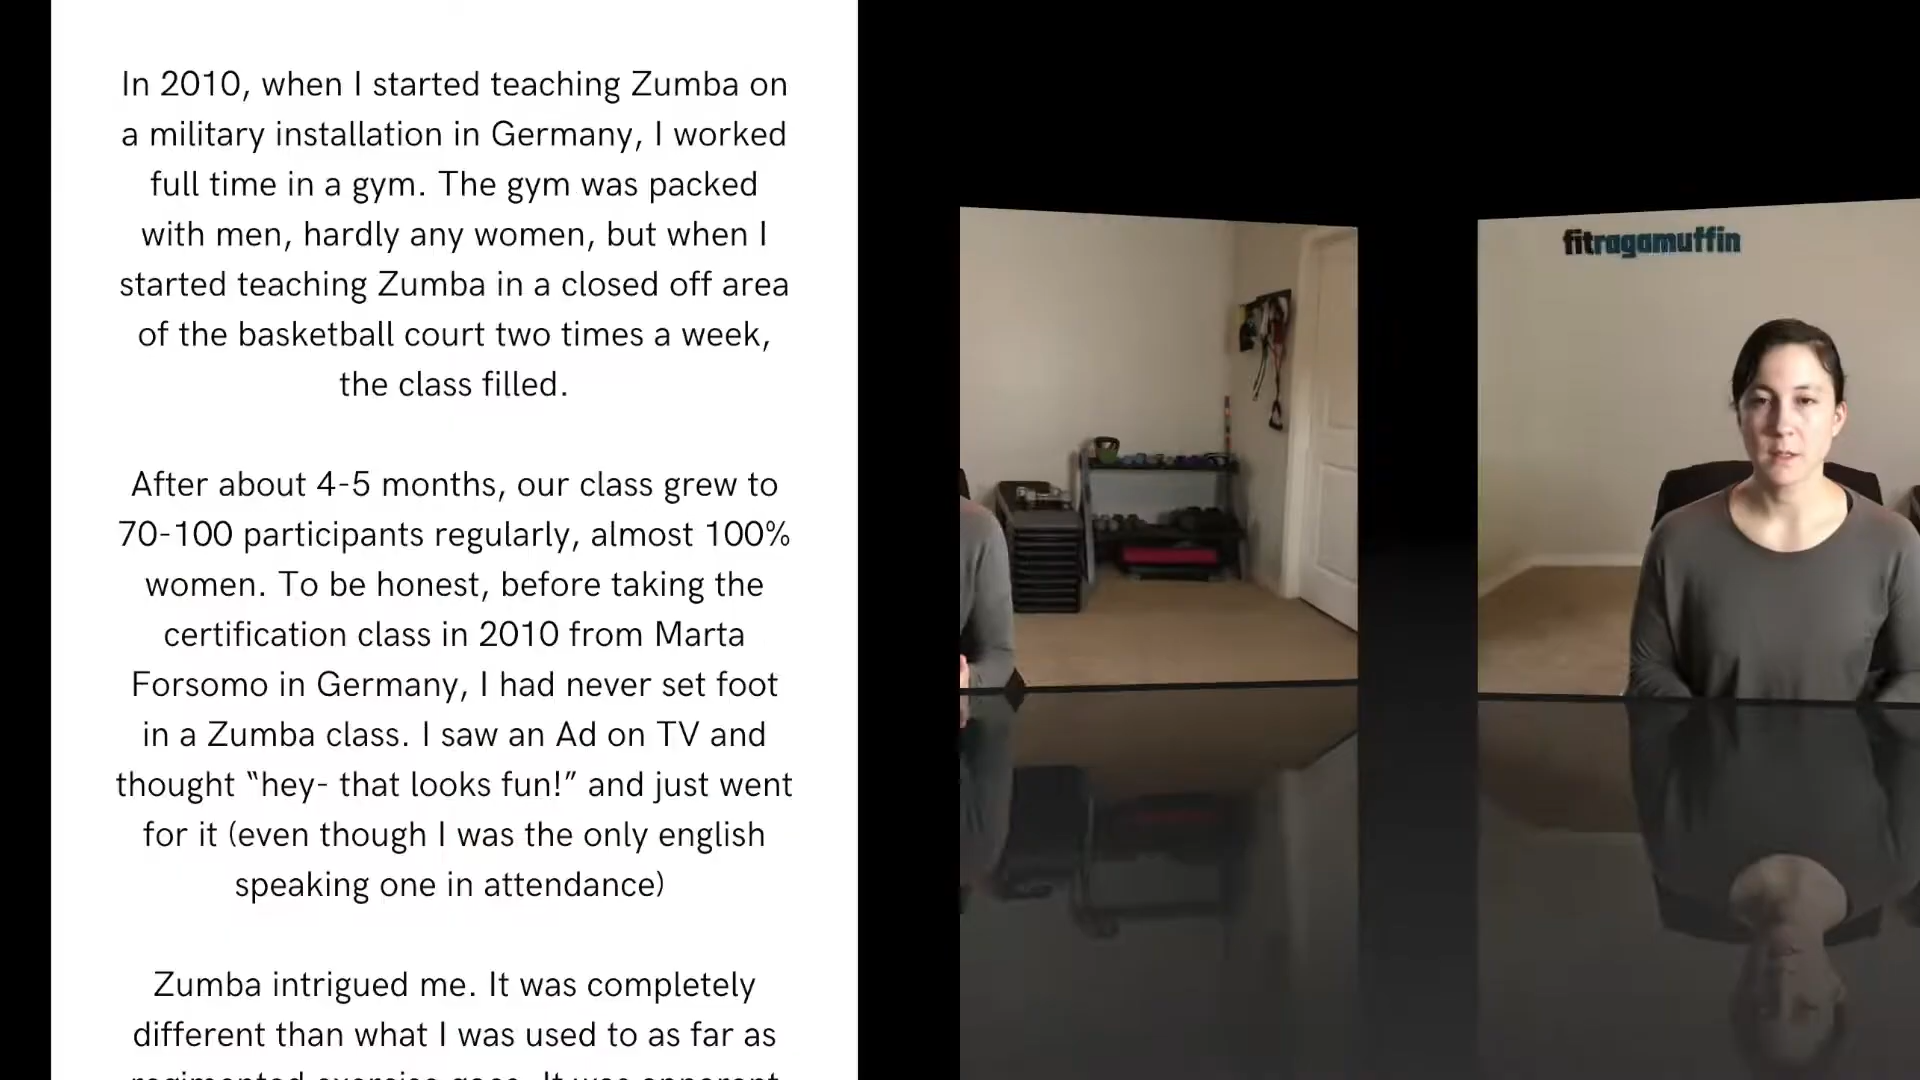 In 2010, when I started teaching Zumba on
a military installation in Germany, I worked
full time in a gym. The gym was packed
with men, hardly any women, but when I
started teaching Zumba in a closed off area
of the basketball court two times a week,
the class filled.
After about 4-5 months, our class grew to
70-100 participants regularly, almost 100%
women. To be honest, before taking the
certification class in 2010 from Marta
Forsomo in Germany, I had never set foot
in a Zumba class. I saw an Ad on TV and
thought “hey- that looks fun!” and just went
for it (even though I was the only english
speaking one in attendance)
Zumba intrigued me. It was completely
different than what I was used to as far as
regimented exercise goes. It was apparent
fitragamuffin